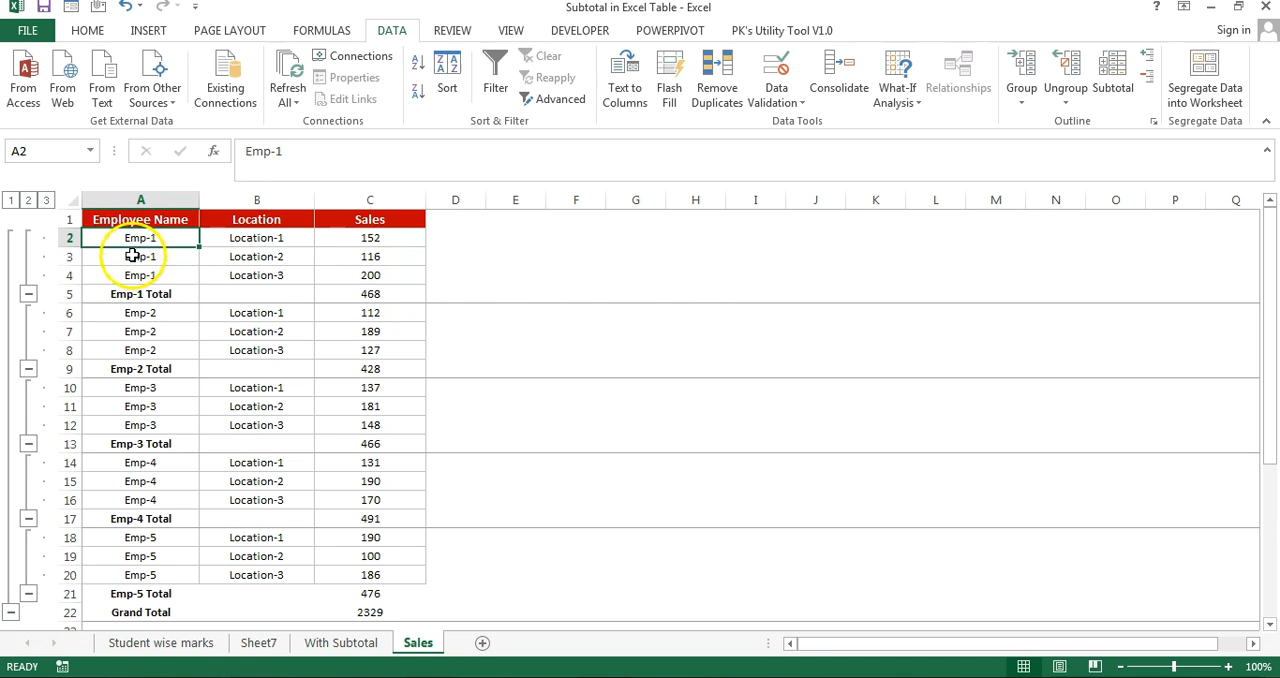 Subtotal in Excel Table - Excel
?
FILE HOME INSERT PAGE LAYOUT FORMULAS DATA REVIEW VIEW DEVELOPER POWERPIVOT PK's Utility Tool V1.0 Sign in
From Access
From Web
From Text
From Other Sources
Existing Connections
Get External Data
Refresh All
Connections
Properties
Edit Links
Connections
Sort
Filter
Clear
Reapply
Advanced
Sort & Filter
Text to Columns
Flash Fill
Remove Duplicates
Data Validation
Consolidate
What-If Analysis
Relationships
Data Tools
Group
Ungroup
Subtotal
Outline
Segregate Data into Worksheet
Segregate Data
A2 fx Emp-1
1 2 3 A B C D E F G H I J K L M N O P Q
1 Employee Name Location Sales
2 Emp-1 Location-1 152
3 Emp-1 Location-2 116
4 Emp-1 Location-3 200
5 Emp-1 Total 468
6 Emp-2 Location-1 112
7 Emp-2 Location-2 189
8 Emp-2 Location-3 127
9 Emp-2 Total 428
10 Emp-3 Location-1 137
11 Emp-3 Location-2 181
12 Emp-3 Location-3 148
13 Emp-3 Total 466
14 Emp-4 Location-1 131
15 Emp-4 Location-2 190
16 Emp-4 Location-3 170
17 Emp-4 Total 491
18 Emp-5 Location-1 190
19 Emp-5 Location-2 100
20 Emp-5 Location-3 186
21 Emp-5 Total 476
22 Grand Total 2329
Student wise marks Sheet7 With Subtotal Sales
READY 100%